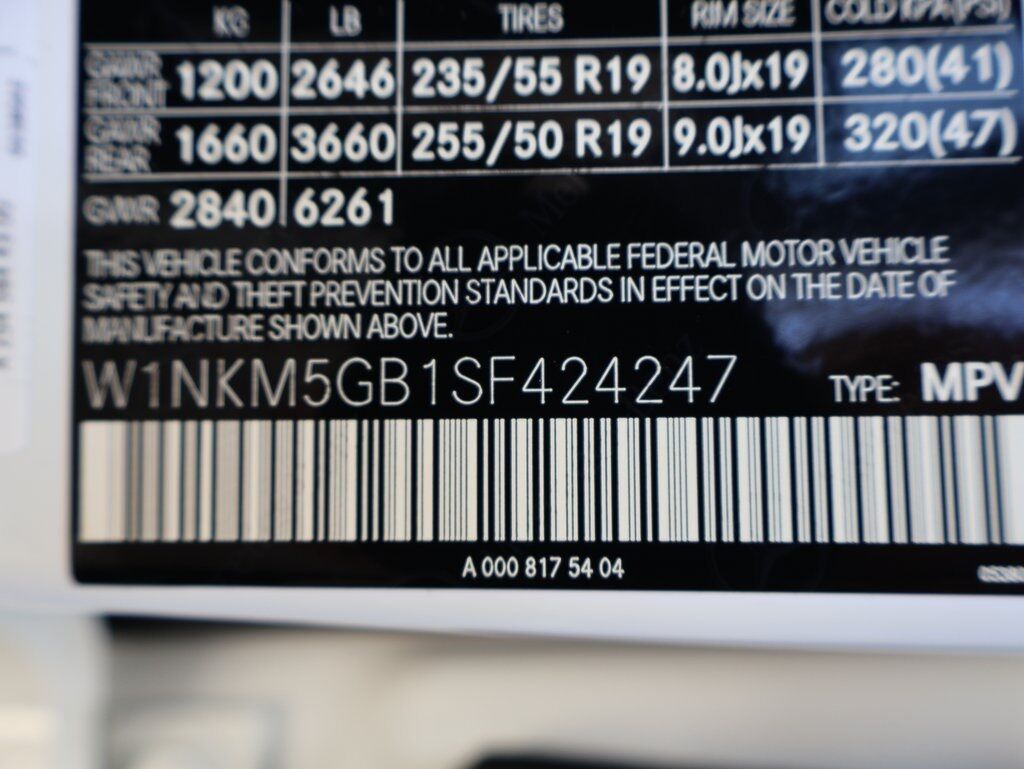 KG LB TIRES RIM SIZE COLD KPA(PSI)
GAWR FRONT 1200 2646 235/55 R19 8.0Jx19 280(41)
GAWR REAR 1660 3660 255/50 R19 9.0Jx19 320(47)
GVWR 2840 6261
THIS VEHICLE CONFORMS TO ALL APPLICABLE FEDERAL MOTOR VEHICLE
SAFETY AND THEFT PREVENTION STANDARDS IN EFFECT ON THE DATE OF
MANUFACTURE SHOWN ABOVE.
W1NKM5GB1SF424247 TYPE: MPV
A 000 817 54 04